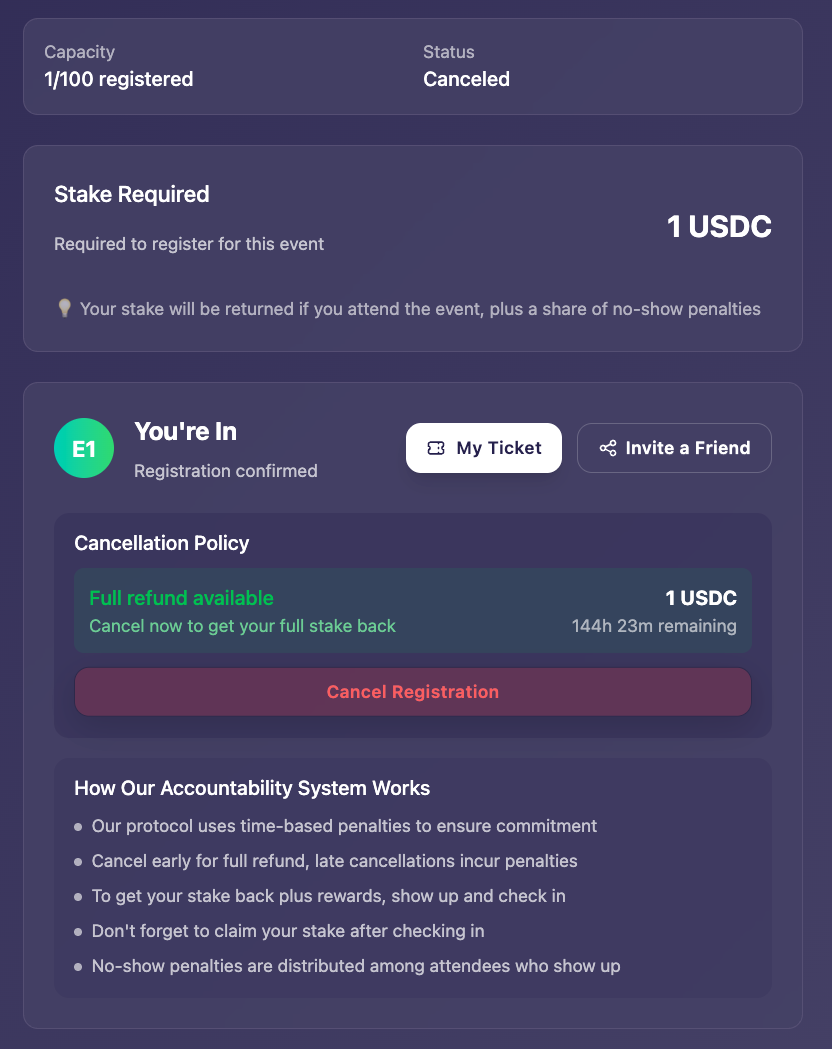 Capacity
1/100 registered
Status
Canceled
Stake Required
Required to register for this event
1 USDC
💡 Your stake will be returned if you attend the event, plus a share of no-show penalties
E1
You're In
Registration confirmed
My Ticket
Invite a Friend
Cancellation Policy
Full refund available
1 USDC
Cancel now to get your full stake back
144h 23m remaining
Cancel Registration
How Our Accountability System Works
Our protocol uses time-based penalties to ensure commitment
Cancel early for full refund, late cancellations incur penalties
To get your stake back plus rewards, show up and check in
Don't forget to claim your stake after checking in
No-show penalties are distributed among attendees who show up